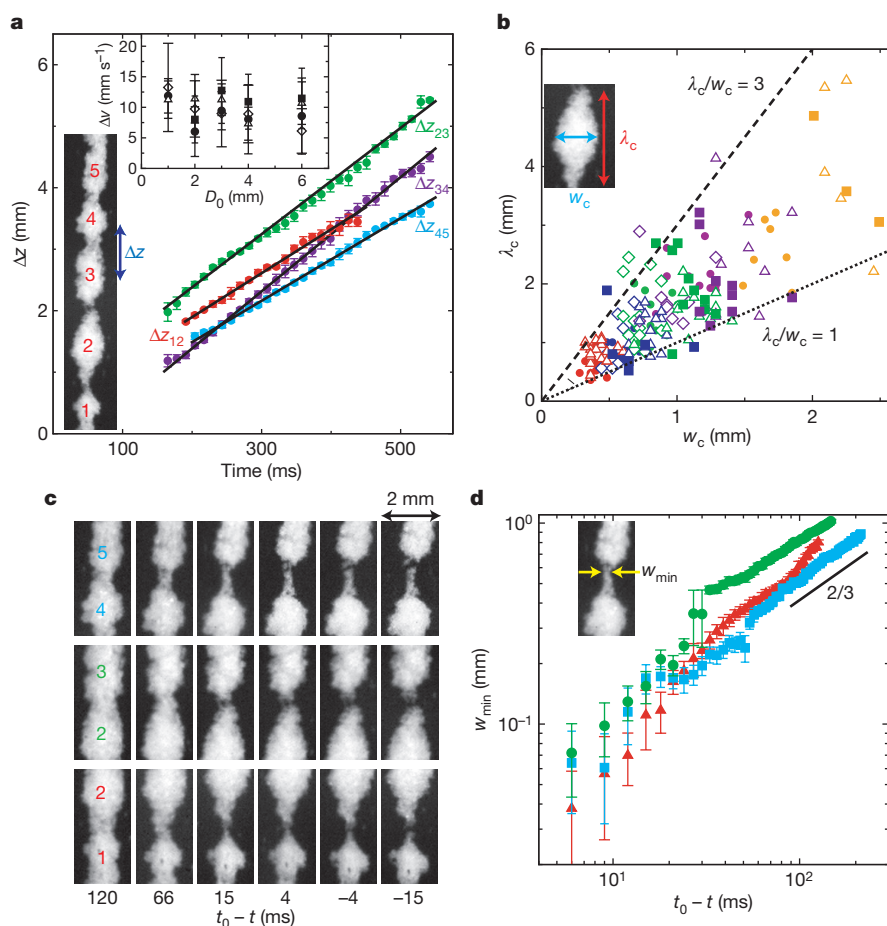 a
Δv (mm s⁻¹)
25
20
15
10
5
0
0 2 4 6
D₀ (mm)
Δz (mm)
6
4
2
0
5
4
3
2
1
Δz
Δz₂₃
Δz₃₄
Δz₄₅
Δz₁₂
100 300 500
Time (ms)
b
λc (mm)
6
4
2
0
λc/wc = 3
λc
wc
λc/wc = 1
0 1 2
wc (mm)
c
2 mm
5
4
3
2
2
1
120 66 15 4 –4 –15
t₀ – t (ms)
d
wmin (mm)
10⁰
10⁻¹
wmin
2/3
10¹ 10²
t₀ – t (ms)